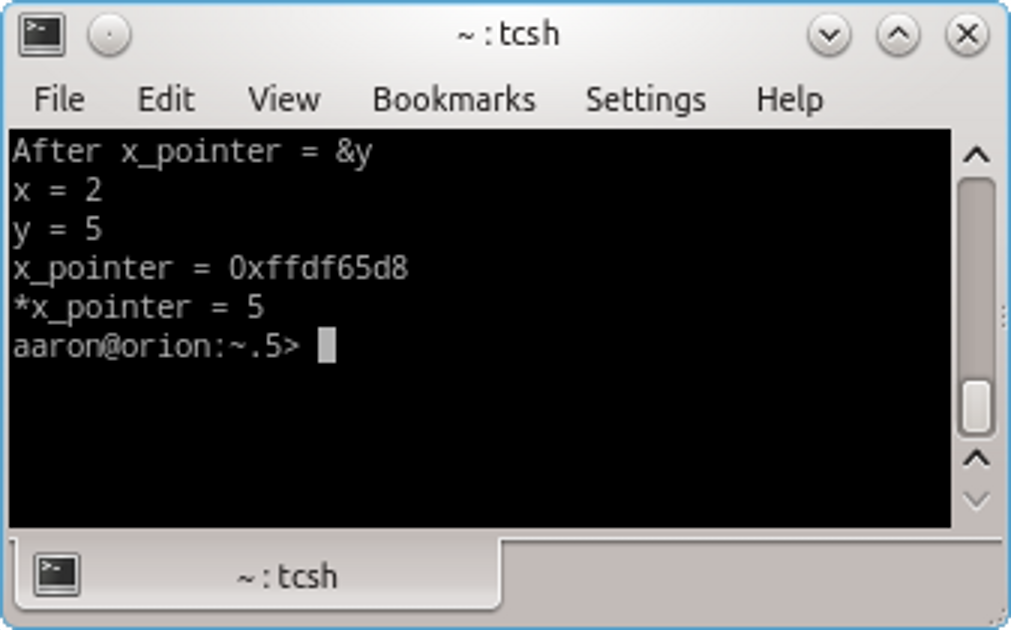 ~ : tcsh
File Edit View Bookmarks Settings Help
After x_pointer = &y
x = 2
y = 5
x_pointer = 0xffdf65d8
*x_pointer = 5
aaron@orion:~.5>
~ : tcsh